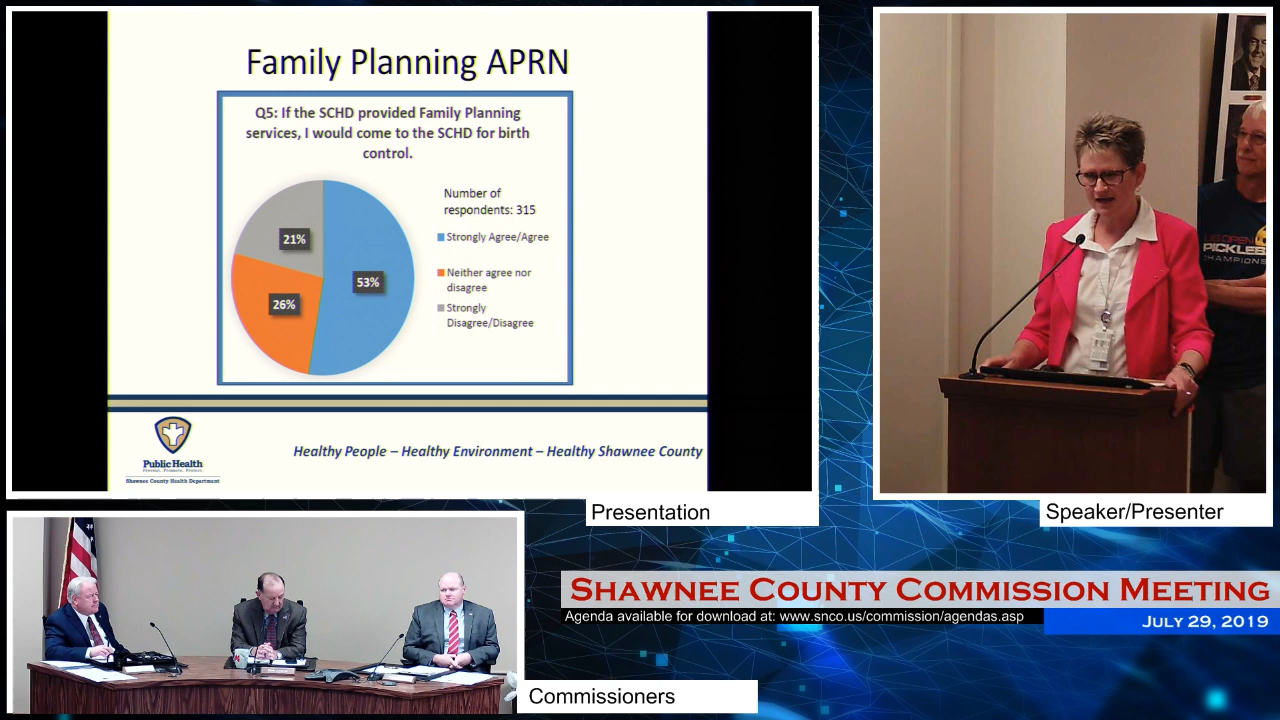 Family Planning APRN
Q5: If the SCHD provided Family Planning
services, I would come to the SCHD for birth
control.
Number of
respondents: 315
Strongly Agree/Agree
Neither agree nor
disagree
Strongly
Disagree/Disagree
21%
53%
26%
Public Health
Prevent. Promote. Protect.
Shawnee County Health Department
Healthy People – Healthy Environment – Healthy Shawnee County
Presentation
PICKLEB
CHAMPIONS
Speaker/Presenter
Shawnee County Commission Meeting
Agenda available for download at: www.snco.us/commission/agendas.asp
July 29, 2019
Commissioners